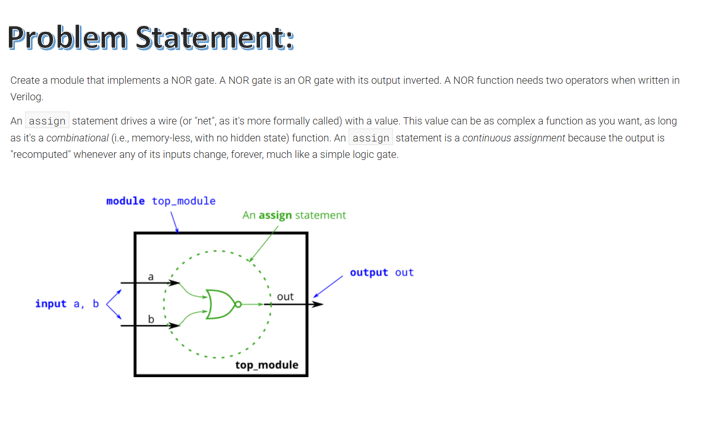 Problem Statement:
Create a module that implements a NOR gate. A NOR gate is an OR gate with its output inverted. A NOR function needs two operators when written in
Verilog.
An assign statement drives a wire (or "net", as it's more formally called) with a value. This value can be as complex a function as you want, as long
as it's a combinational (i.e., memory-less, with no hidden state) function. An assign statement is a continuous assignment because the output is
"recomputed" whenever any of its inputs change, forever, much like a simple logic gate.
module top_module
An assign statement
output out
a
out
input a, b
b
top_module